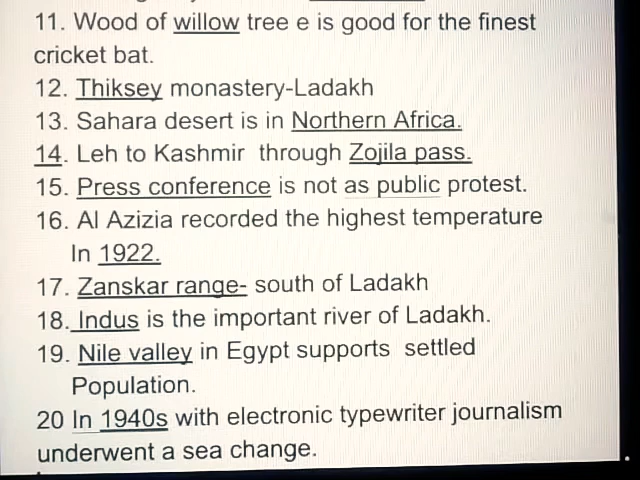 11. Wood of willow tree e is good for the finest
cricket bat.
12. Thiksey monastery-Ladakh
13. Sahara desert is in Northern Africa.
14. Leh to Kashmir through Zojila pass.
15. Press conference is not as public protest.
16. Al Azizia recorded the highest temperature
In 1922.
17. Zanskar range- south of Ladakh
18. Indus is the important river of Ladakh.
19. Nile valley in Egypt supports settled
Population.
20 In 1940s with electronic typewriter journalism
underwent a sea change.